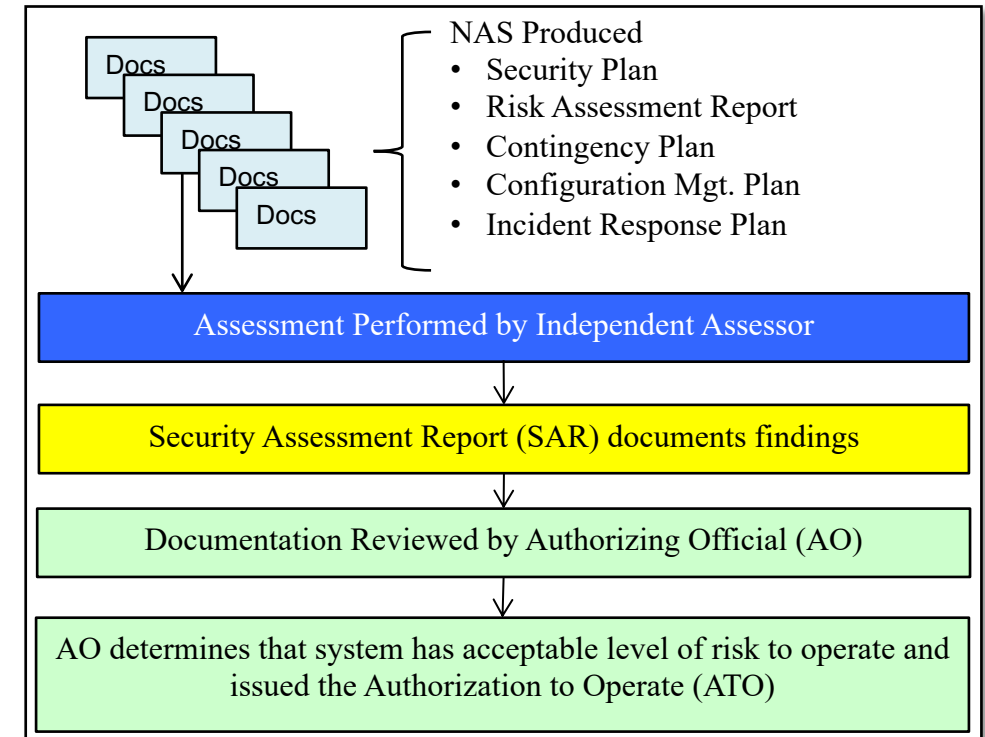 Docs
Docs
Docs
Docs
Docs
NAS Produced
• Security Plan
• Risk Assessment Report
• Contingency Plan
• Configuration Mgt. Plan
• Incident Response Plan
Assessment Performed by Independent Assessor
Security Assessment Report (SAR) documents findings
Documentation Reviewed by Authorizing Official (AO)
AO determines that system has acceptable level of risk to operate and
issued the Authorization to Operate (ATO)